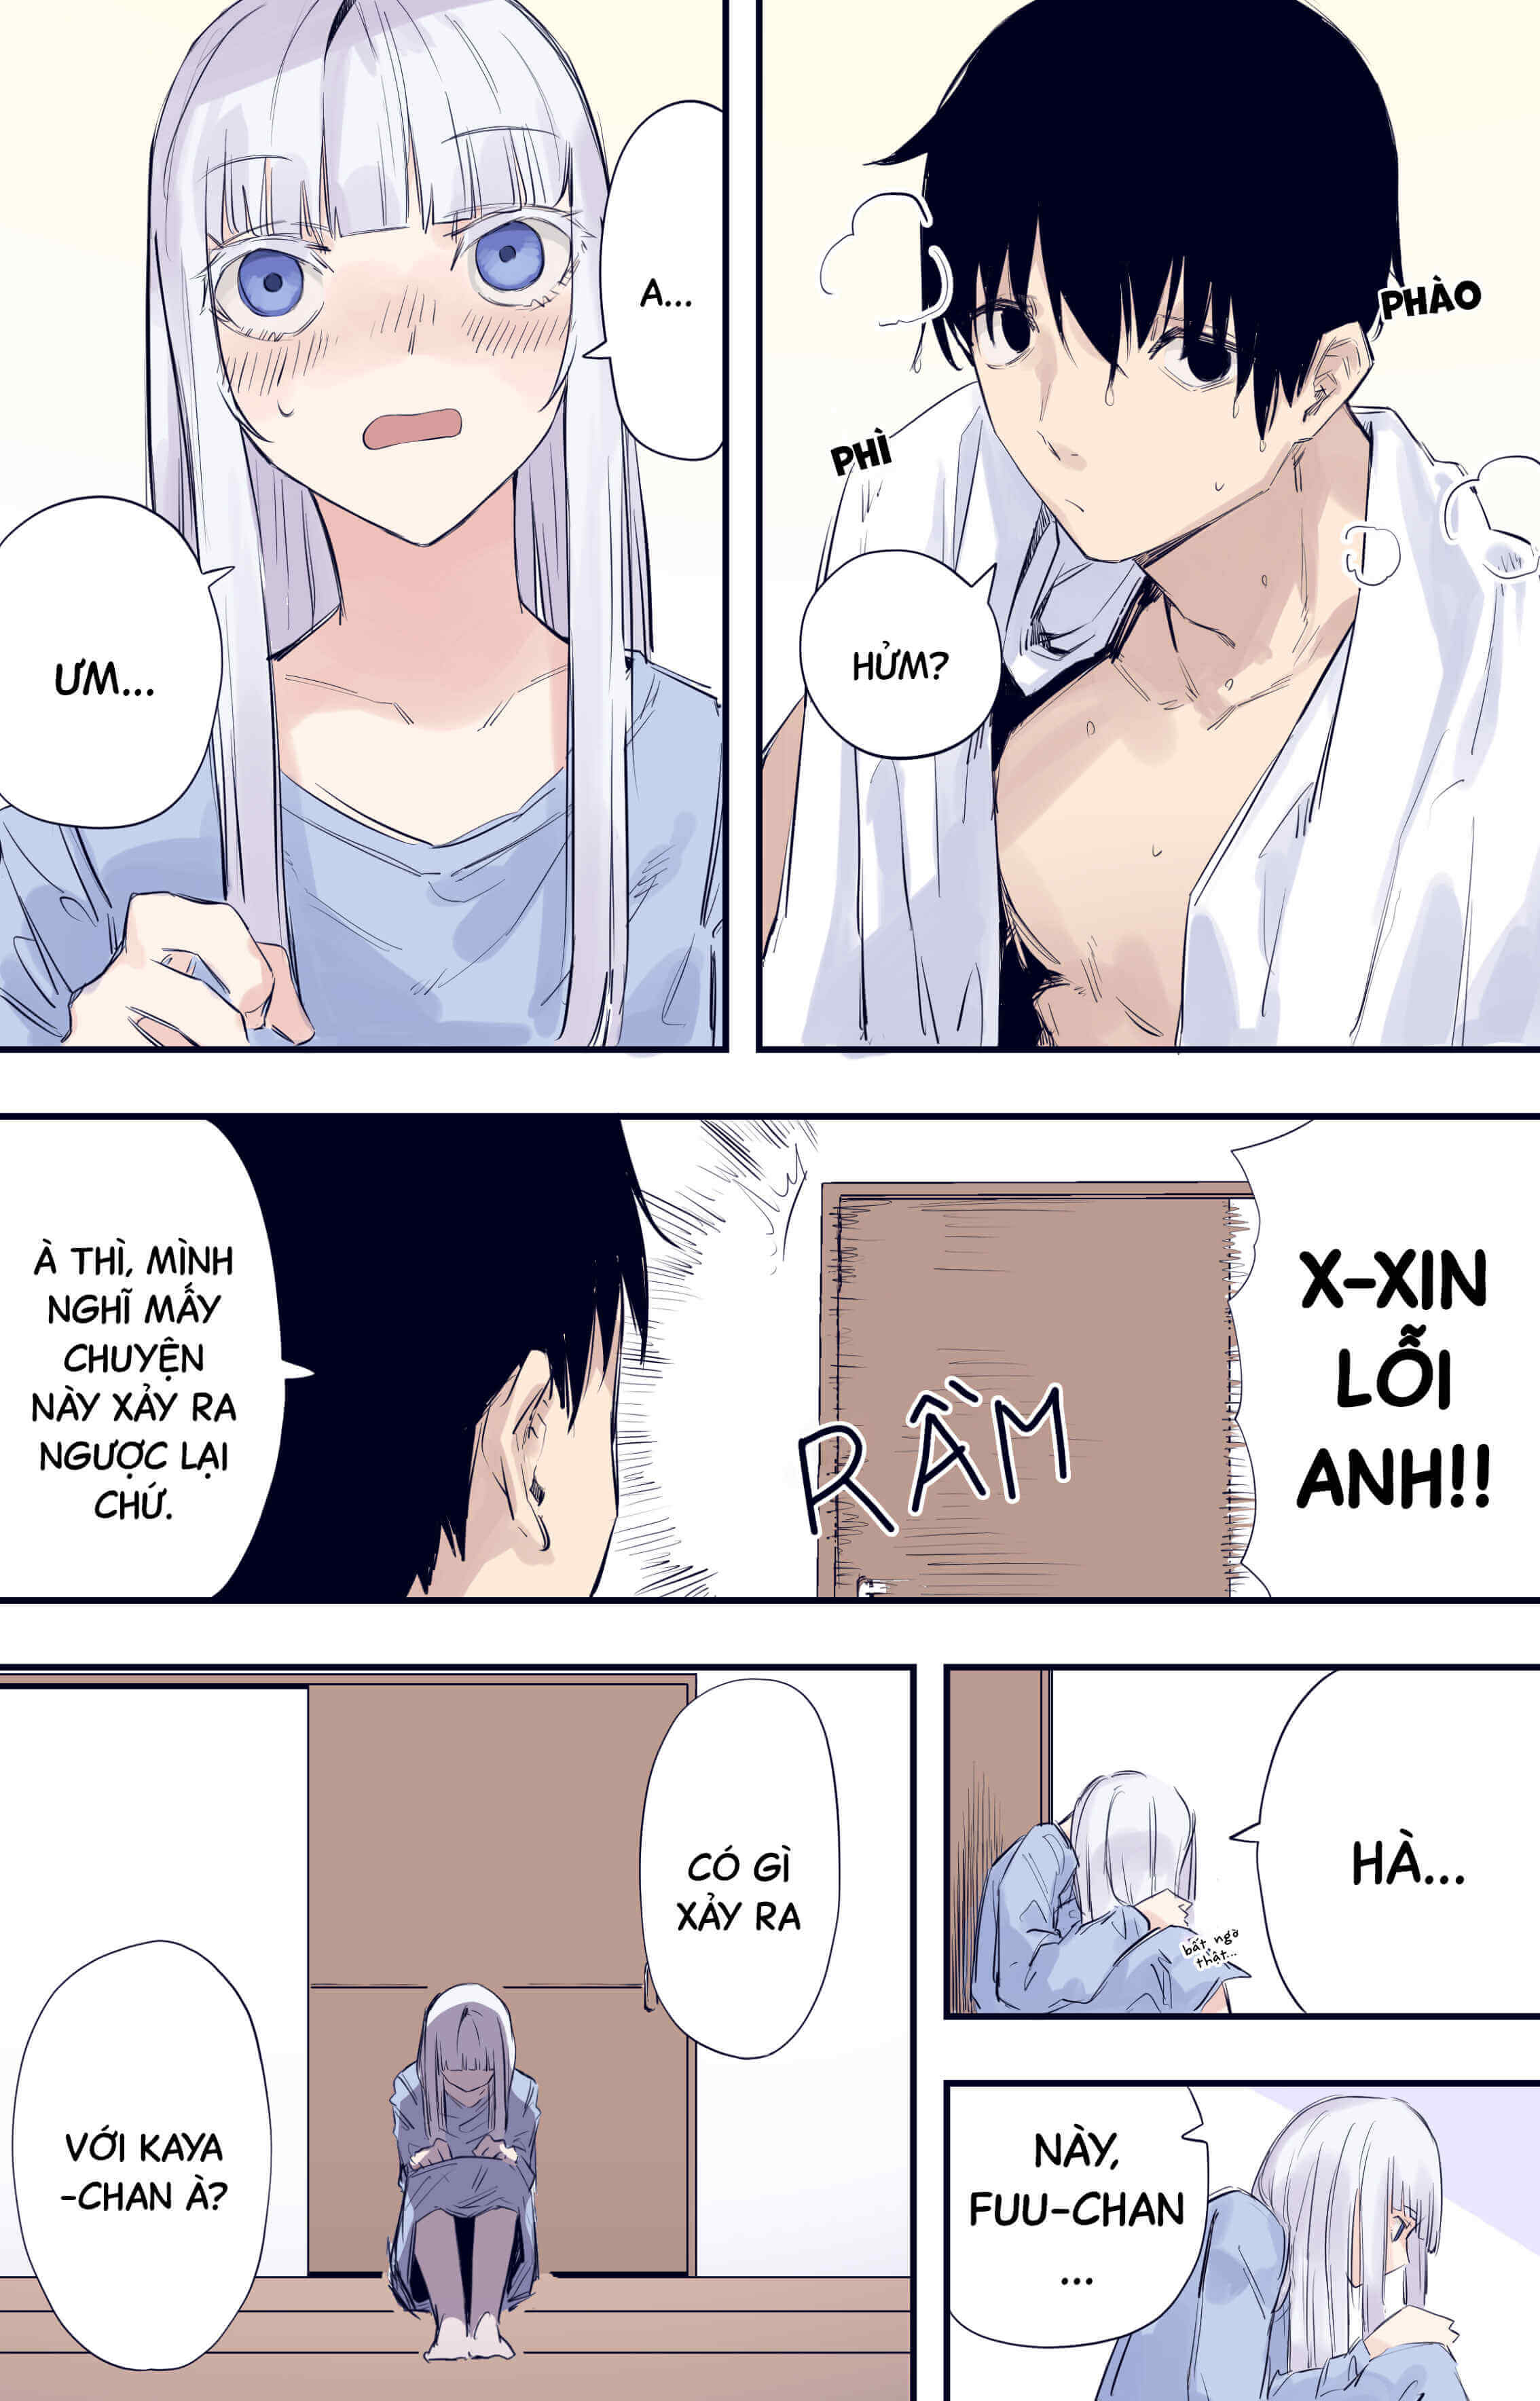 PHÀO
PHÌ
HỬM?
A...
ƯM...
X-XIN
LỖI
ANH!!
RẦM
À THÌ, MÌNH
NGHĨ MẤY
CHUYỆN
NÀY XẢY RA
NGƯỢC LẠI
CHỨ.
HÀ...
bất ngờ
thật...
NÀY,
FUU-CHAN
...
CÓ GÌ
XẢY RA
VỚI KAYA
-CHAN À?